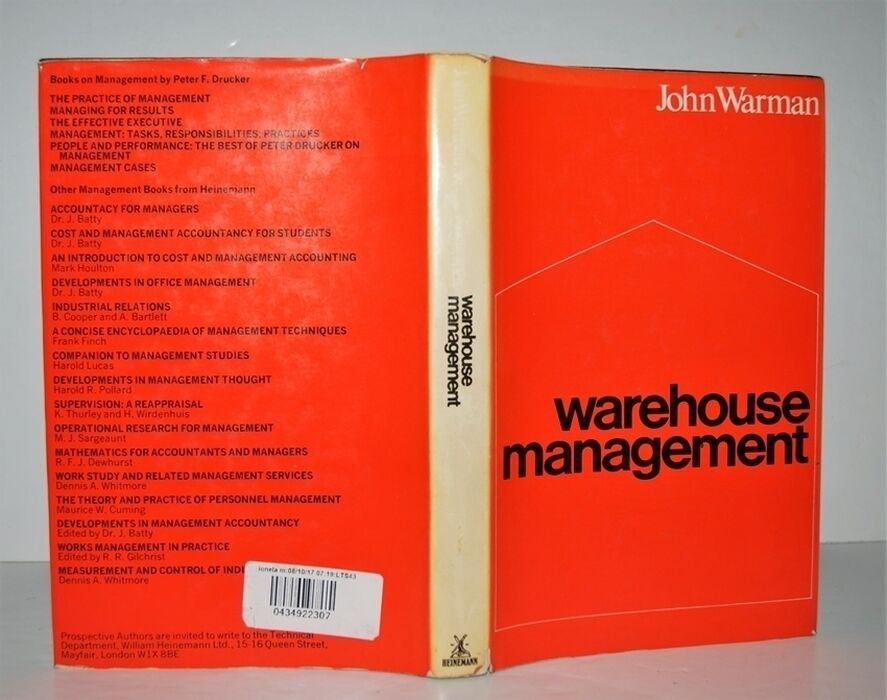 Books on Management by Peter F. Drucker
THE PRACTICE OF MANAGEMENT
MANAGING FOR RESULTS
THE EFFECTIVE EXECUTIVE
MANAGEMENT: TASKS, RESPONSIBILITIES, PRACTICES
PEOPLE AND PERFORMANCE: THE BEST OF PETER DRUCKER ON
MANAGEMENT
MANAGEMENT CASES
Other Management Books from Heinemann
ACCOUNTACY FOR MANAGERS
Dr. J. Batty
COST AND MANAGEMENT ACCOUNTANCY FOR STUDENTS
Dr. J. Batty
AN INTRODUCTION TO COST AND MANAGEMENT ACCOUNTING
Mark Houlton
DEVELOPMENTS IN OFFICE MANAGEMENT
Dr. J. Batty
INDUSTRIAL RELATIONS
B. Cooper and A. Bartlett
A CONCISE ENCYCLOPAEDIA OF MANAGEMENT TECHNIQUES
Frank Finch
COMPANION TO MANAGEMENT STUDIES
Harold Lucas
DEVELOPMENTS IN MANAGEMENT THOUGHT
Harold R. Pollard
SUPERVISION: A REAPPRAISAL
K. Thurley and H. Wirdenhuis
OPERATIONAL RESEARCH FOR MANAGEMENT
M. J. Sargeaunt
MATHEMATICS FOR ACCOUNTANTS AND MANAGERS
R. F. J. Dewhurst
WORK STUDY AND RELATED MANAGEMENT SERVICES
Dennis A. Whitmore
THE THEORY AND PRACTICE OF PERSONNEL MANAGEMENT
Maurice W. Cuming
DEVELOPMENTS IN MANAGEMENT ACCOUNTANCY
Edited by Dr. J. Batty
WORKS MANAGEMENT IN PRACTICE
Edited by R. R. Gilchrist
MEASUREMENT AND CONTROL OF INDI
Dennis A. Whitmore
ioneta m:06/10/17 07:19:LTS43
0434922307
Prospective Authors are invited to write to the Technical
Department, William Heinemann Ltd., 15-16 Queen Street,
Mayfair, London W1X 8BE
warehouse
management
HEINEMANN
John Warman
warehouse
management